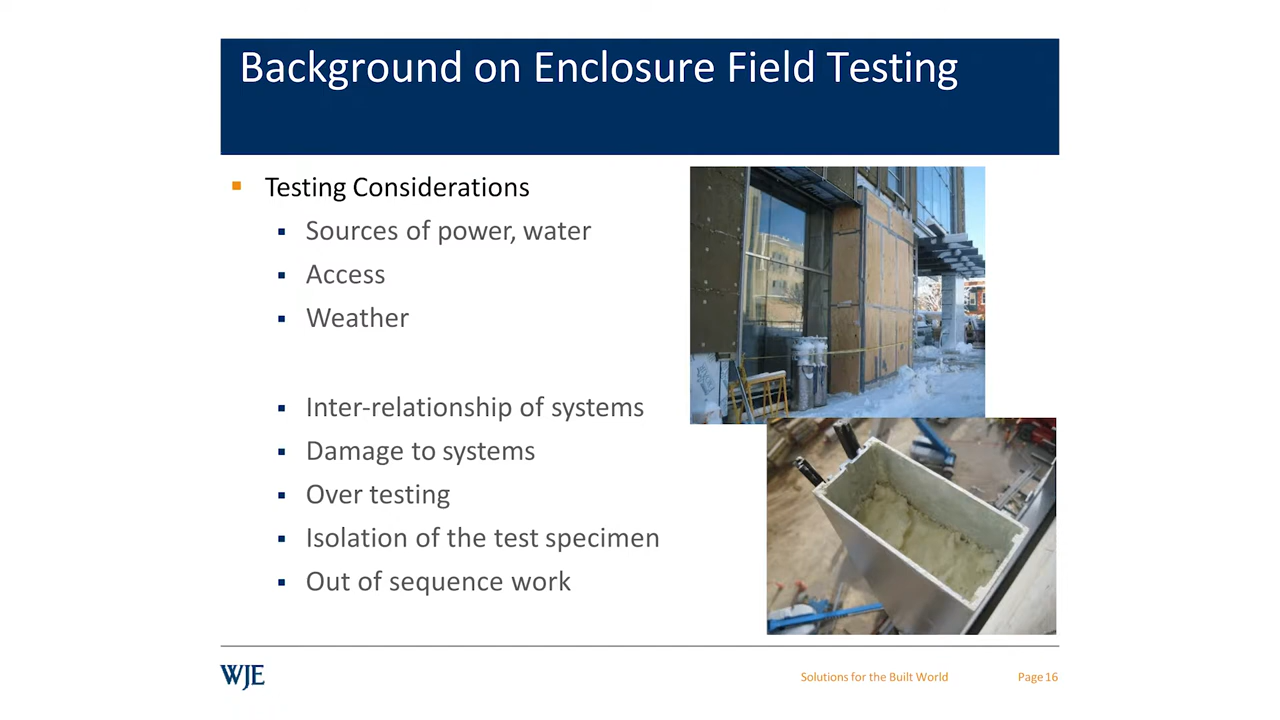 Background on Enclosure Field Testing
Testing Considerations
Sources of power, water
Access
Weather
Inter-relationship of systems
Damage to systems
Over testing
Isolation of the test specimen
Out of sequence work
WJE
Solutions for the Built World
Page 16